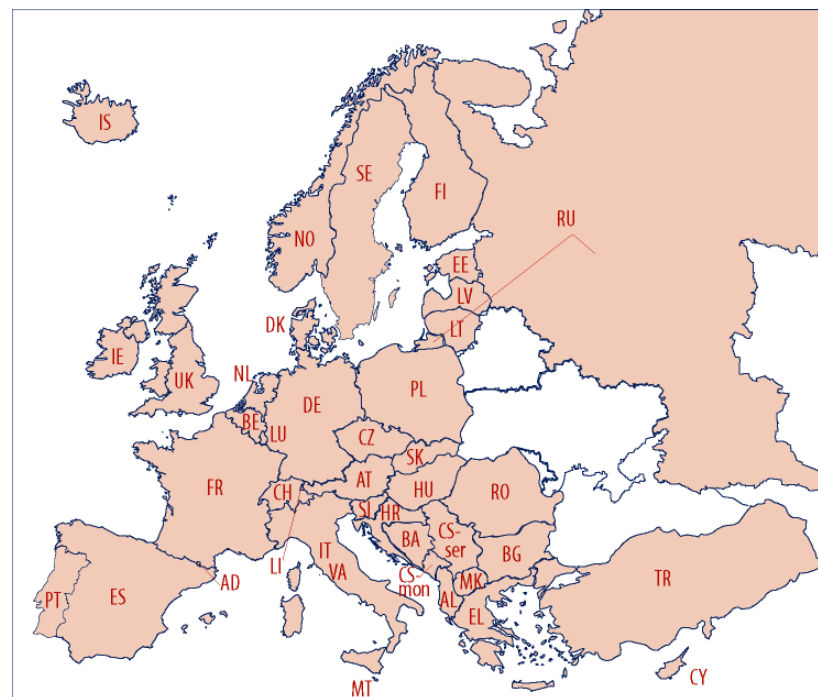 IS
SE
FI
NO
RU
EE
LV
DK
LT
IE
NL
UK
PL
DE
BE
LU
CZ
SK
FR
AT
CH
HU
RO
SI
HR
BA
CS-
ser
IT
BG
LI
VA
CS-
mon
AD
MK
TR
PT
ES
AL
EL
CY
MT